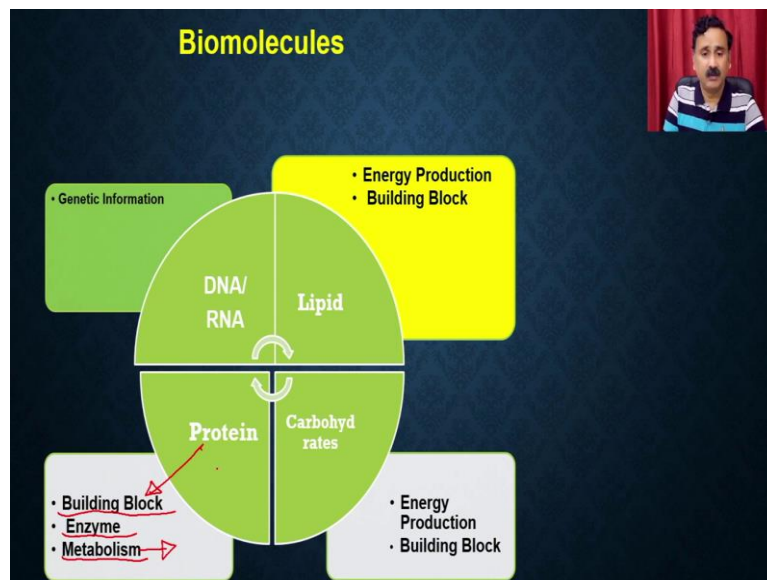 Biomolecules
• Genetic Information
• Energy Production
• Building Block
DNA/
RNA
Lipid
Protein
Carbohyd
rates
• Building Block
• Enzyme
• Metabolism
• Energy
Production
• Building Block